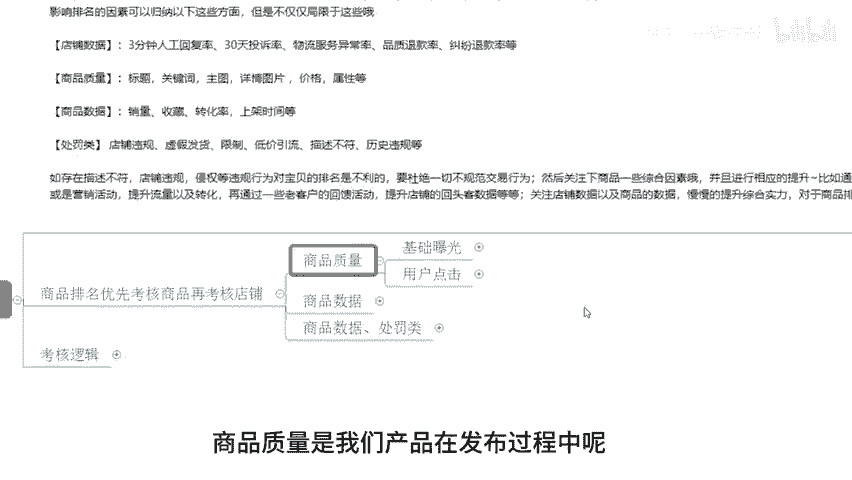 影响排名的因素可以归纳以下这些方面，但是不仅仅局限于这些哦
【店铺数据】：3分钟人工回复率、30天投诉率、物流服务异常率、品质退款率、纠纷退款率等
【商品质量】：标题，关键词，主图，详情图片，价格，属性等
【商品数据】：销量、收藏、转化率，上架时间等
【处罚类】 店铺违规、虚假发货、限制、低价引流、描述不符、历史违规等
如存在描述不符，店铺违规，侵权等违规行为对宝贝的排名是不利的，要杜绝一切不规范交易行为；然后关注下商品一些综合因素哦，并且进行相应的提升~比如通
或是营销活动，提升流量以及转化，再通过一些老客户的回馈活动，提升店铺的回头客数据等等；关注店铺数据以及商品的数据，慢慢的提升综合实力，对于商品排
基础曝光
商品质量
用户点击
商品排名优先考核商品再考核店铺
商品数据
商品数据、处罚类
考核逻辑
商品质量是我们产品在发布过程中呢
bilibili